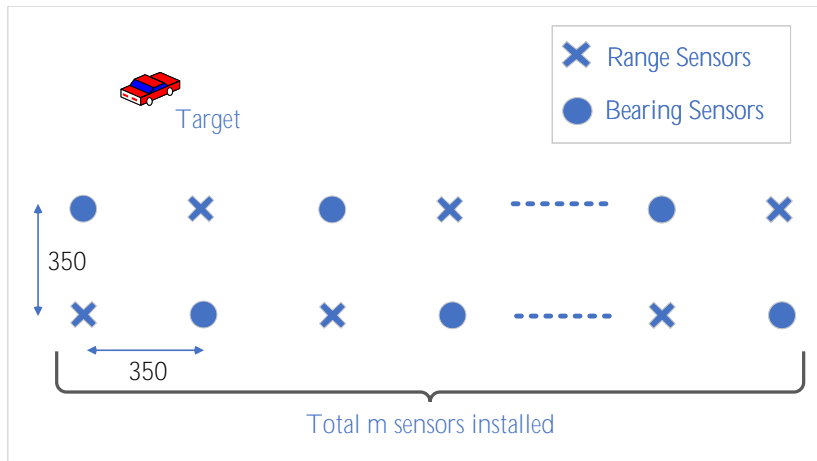 Range Sensors
Bearing Sensors
Target
350
350
Total m sensors installed